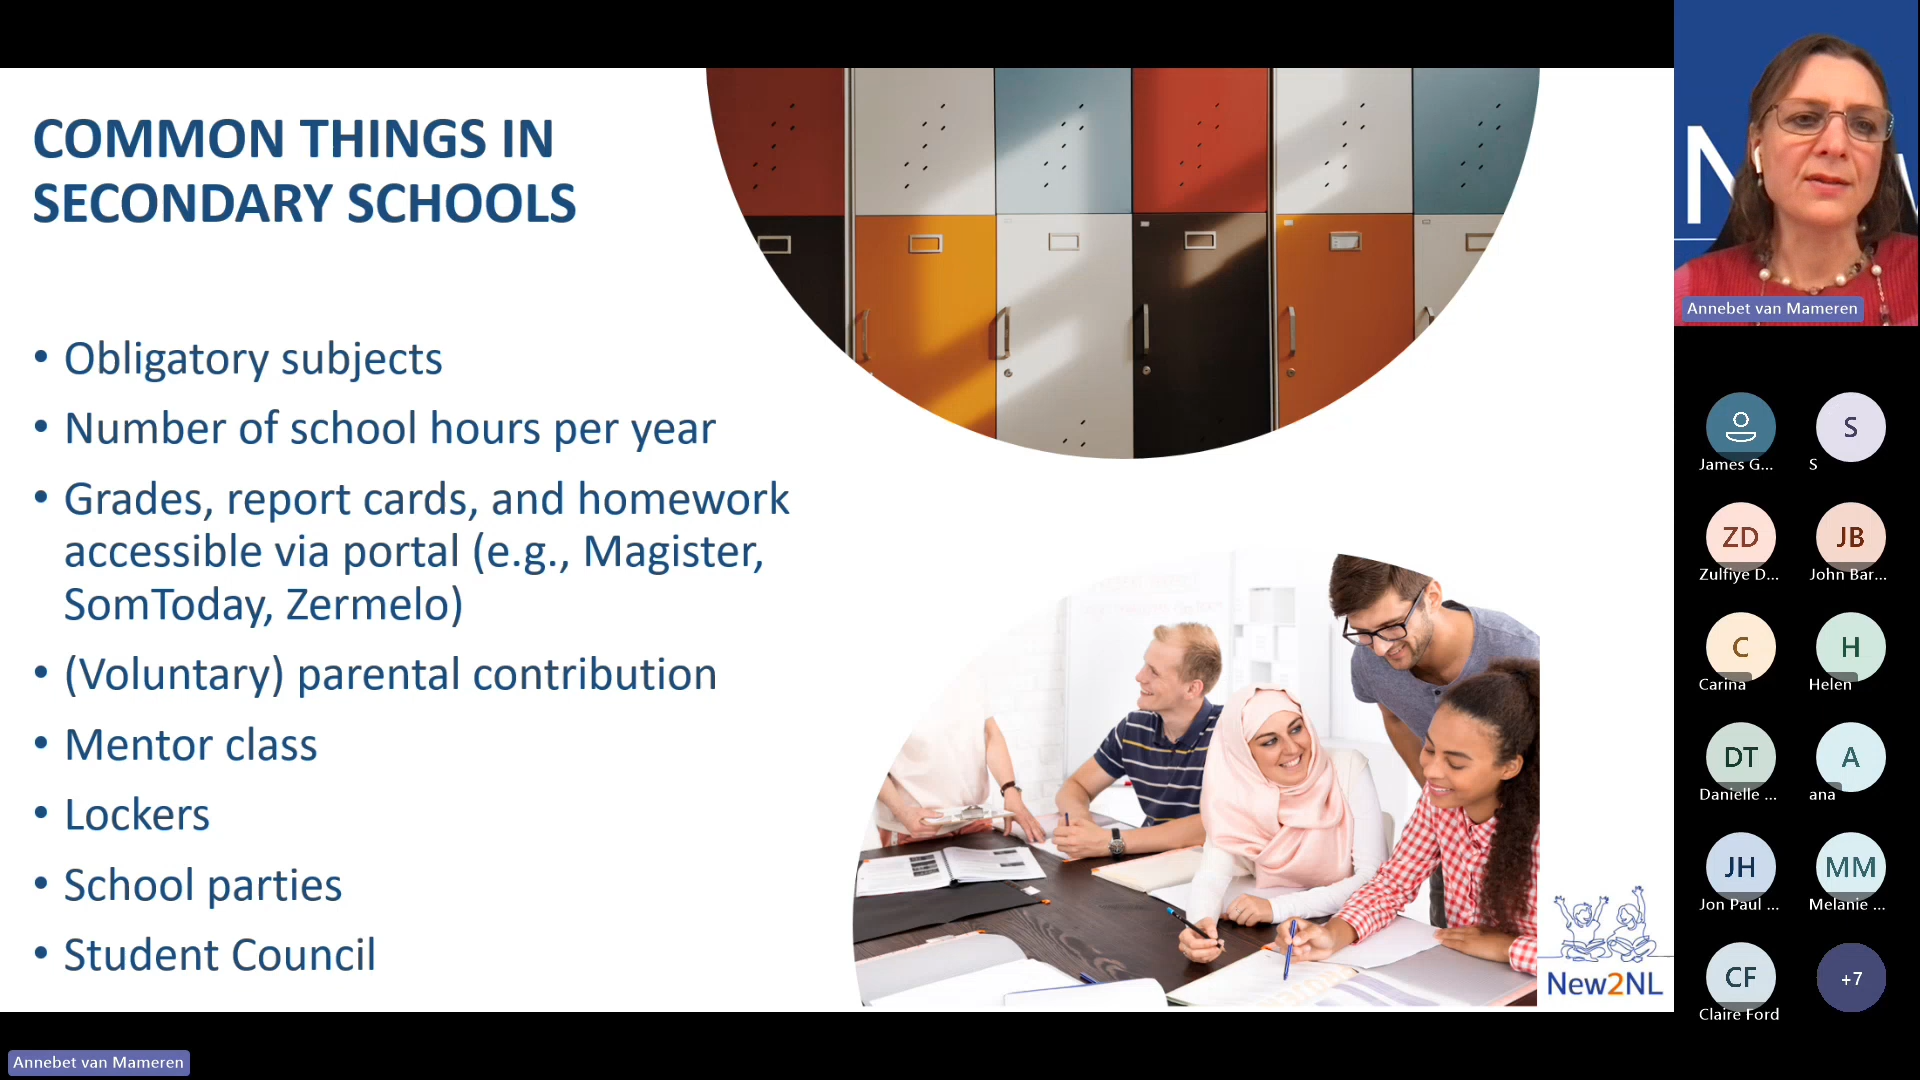 COMMON THINGS IN
SECONDARY SCHOOLS
• Obligatory subjects
• Number of school hours per year
• Grades, report cards, and homework
accessible via portal (e.g., Magister,
SomToday, Zermelo)
• (Voluntary) parental contribution
• Mentor class
• Lockers
• School parties
• Student Council
New2NL
N
Annebet van Mameren
James G...
S
S
ZD
Zulfiye D...
JB
John Bar...
C
Carina
H
Helen
DT
Danielle ...
A
ana
JH
Jon Paul ...
MM
Melanie ...
CF
Claire Ford
+7
Annebet van Mameren